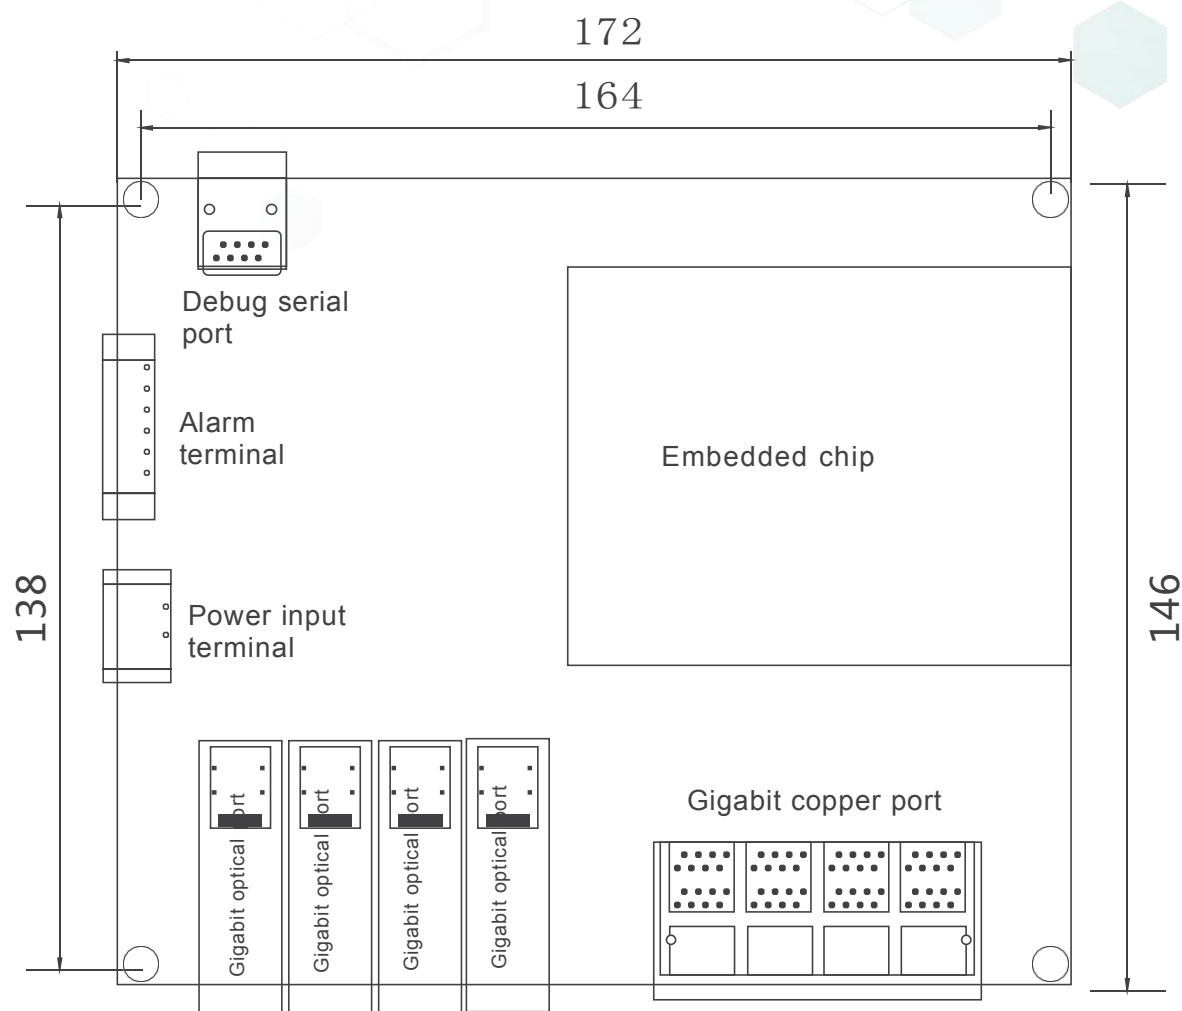 172
164
Debug serial
port
Alarm
terminal
Embedded chip
138
146
Power input
terminal
Gigabit copper port
Gigabit optical port
Gigabit optical port
Gigabit optical port
Gigabit optical port